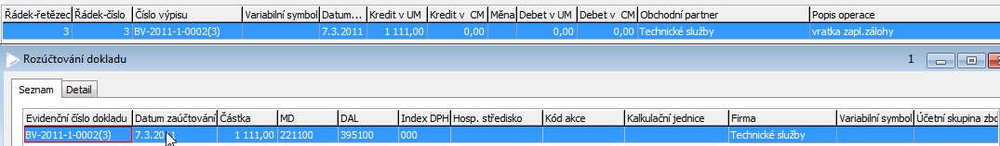 Řádek-řetězec Řádek-číslo Číslo výpisu Variabilní symbol Datum... Kredit v UM Kredit v CM Měna Debet v UM Debet v CM Obchodní partner Popis operace
3 3 BV-2011-1-0002(3) 7.3.2011 1 111,00 0,00 0,00 0,00 Technické služby vratka zapl.zálohy
Rozúčtování dokladu 1
Seznam Detail
Evidenční číslo dokladu Datum zaúčtování Částka MD DAL Index DPH Hosp. středisko Kód akce Kalkulační jednice Firma Variabilní symbol Účetní skupina zbo
BV-2011-1-0002(3) 7.3.2011 1 111,00 221100 395100 000 Technické služby